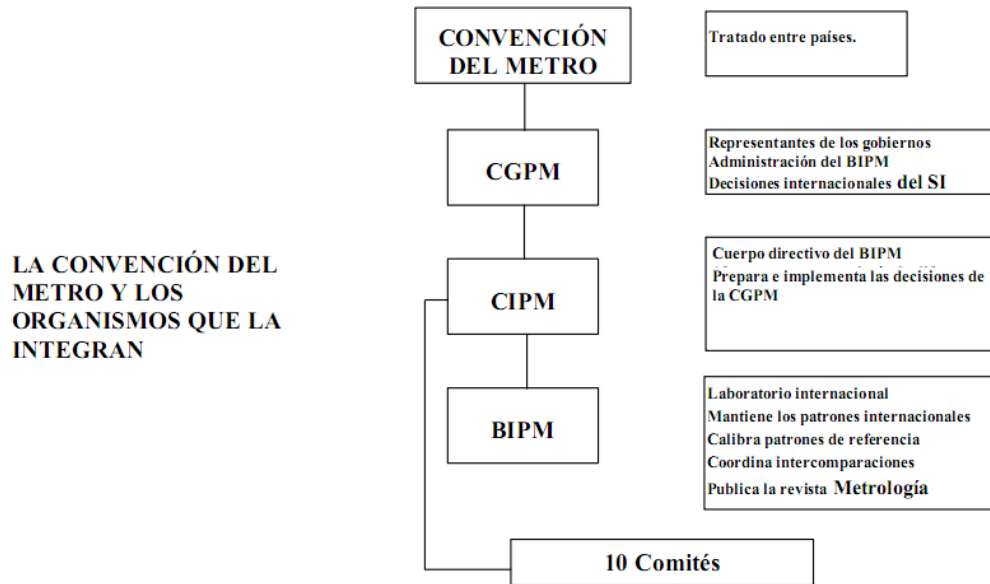 CONVENCIÓN
DEL METRO
Tratado entre países.
CGPM
Representantes de los gobiernos
Administración del BIPM
Decisiones internacionales del SI
LA CONVENCIÓN DEL
METRO Y LOS
ORGANISMOS QUE LA
INTEGRAN
CIPM
Cuerpo directivo del BIPM
Prepara e implementa las decisiones de
la CGPM
BIPM
Laboratorio internacional
Mantiene los patrones internacionales
Calibra patrones de referencia
Coordina intercomparaciones
Publica la revista Metrología
10 Comités